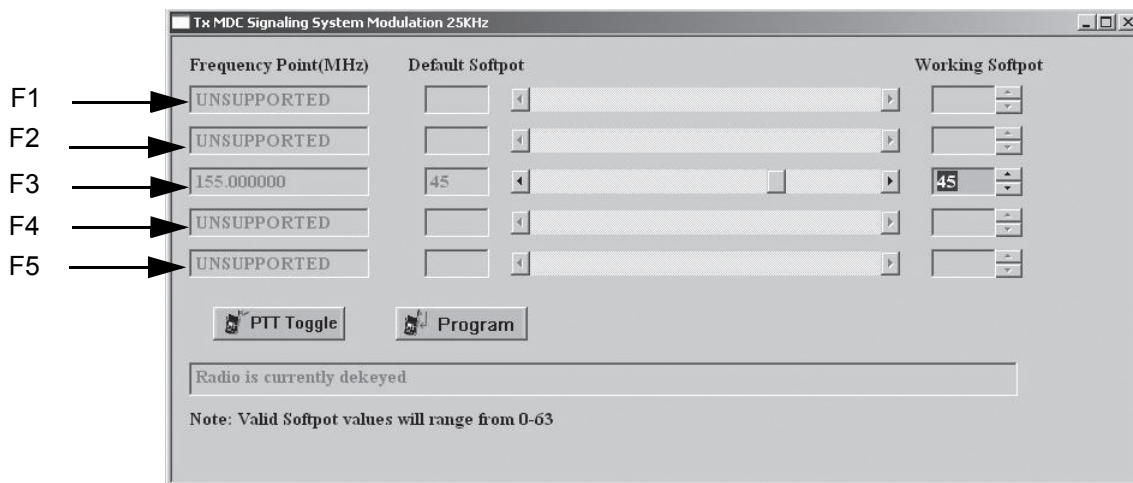 Tx MDC Signaling System Modulation 25KHz
Frequency Point(MHz) Default Softpot Working Softpot
F1 UNSUPPORTED
F2 UNSUPPORTED
F3 155.000000 45 45
F4 UNSUPPORTED
F5 UNSUPPORTED
PTT Toggle Program
Radio is currently dekeyed
Note: Valid Softpot values will range from 0-63